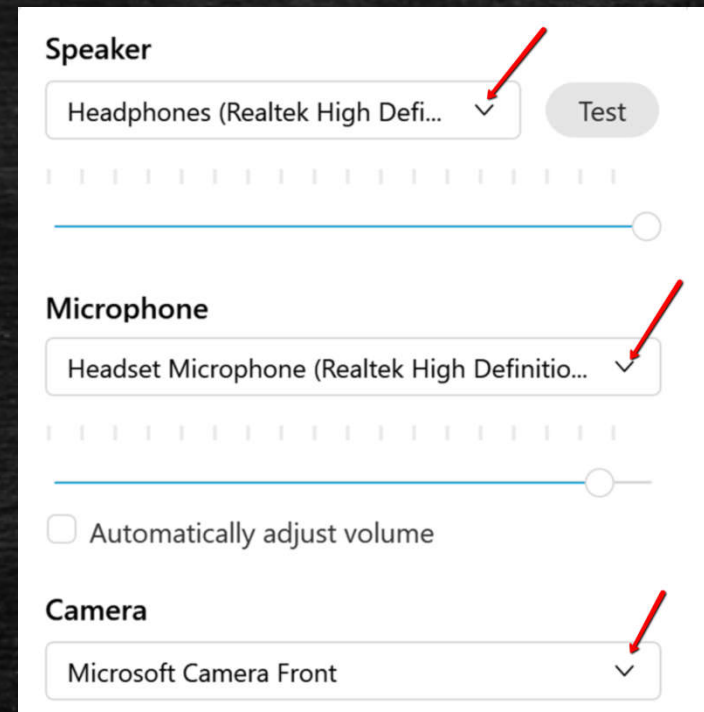 Speaker
Headphones (Realtek High Defi...
Test
Microphone
Headset Microphone (Realtek High Definitio...
Automatically adjust volume
Camera
Microsoft Camera Front